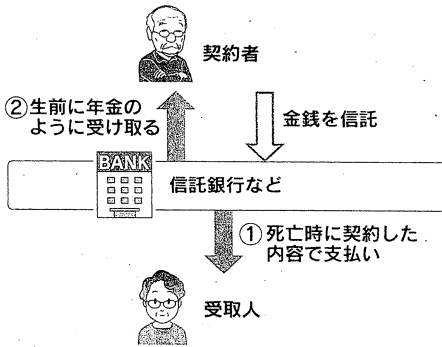 契約者
②生前に年金の
ように受け取る
金銭を信託
BANK
信託銀行など
①死亡時に契約した
内容で支払い
受取人